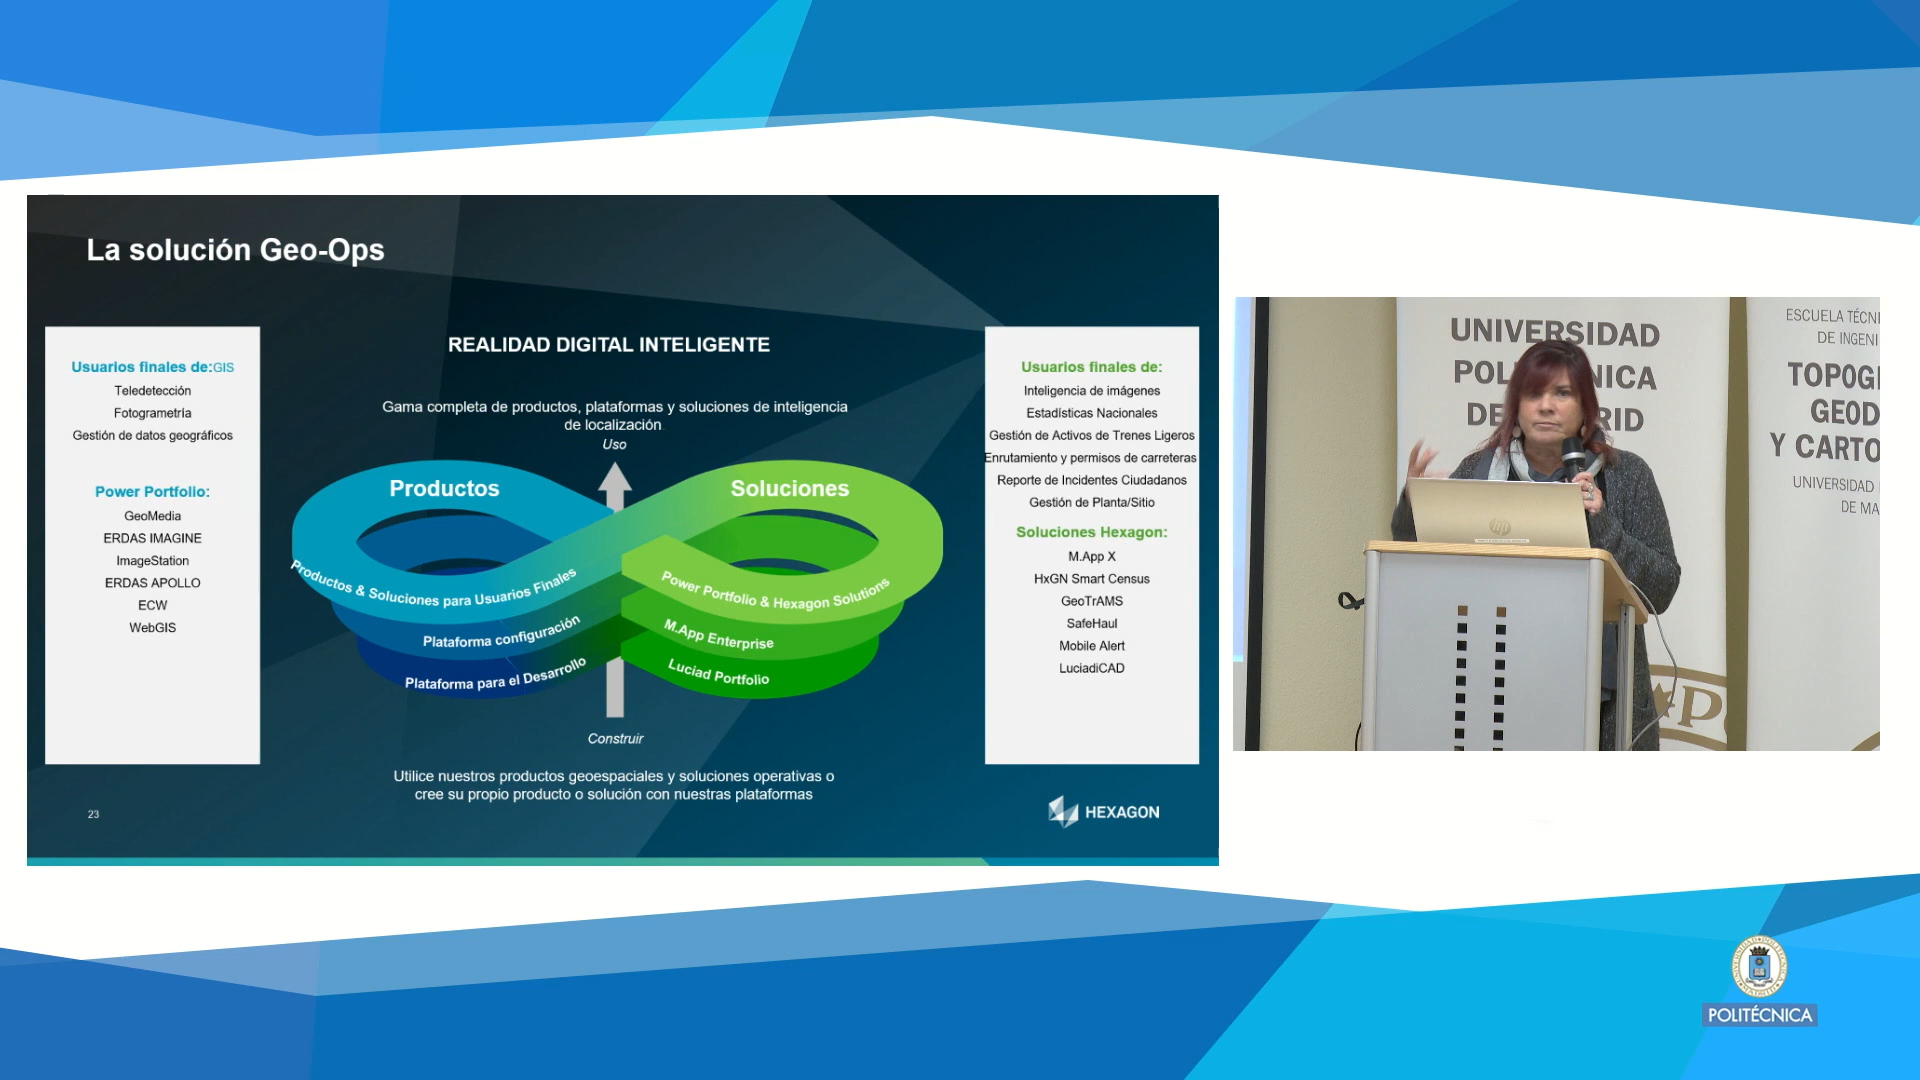 La solución Geo-Ops
Usuarios finales de:GIS
Teledetección
Fotogrametría
Gestión de datos geográficos
Power Portfolio:
GeoMedia
ERDAS IMAGINE
ImageStation
ERDAS APOLLO
ECW
WebGIS
REALIDAD DIGITAL INTELIGENTE
Gama completa de productos, plataformas y soluciones de inteligencia
de localización
Uso
Productos
Soluciones
Productos & Soluciones para Usuarios Finales
Power Portfolio & Hexagon Solutions
Plataforma configuración
M.App Enterprise
Plataforma para el Desarrollo
Luciad Portfolio
Construir
Utilice nuestros productos geoespaciales y soluciones operativas o
cree su propio producto o solución con nuestras plataformas
Usuarios finales de:
Inteligencia de imágenes
Estadísticas Nacionales
Gestión de Activos de Trenes Ligeros
Enrutamiento y permisos de carreteras
Reporte de Incidentes Ciudadanos
Gestión de Planta/Sitio
Soluciones Hexagon:
M.App X
HxGN Smart Census
GeoTrAMS
SafeHaul
Mobile Alert
LuciadiCAD
23
HEXAGON
UNIVERSIDAD
POL NICA
DE RID
ESCUELA TÉCNI
DE INGENI
TOPOG
GEOD
Y CARTO
UNIVERSIDAD
DE MA
hp
PO
POLITÉCNICA